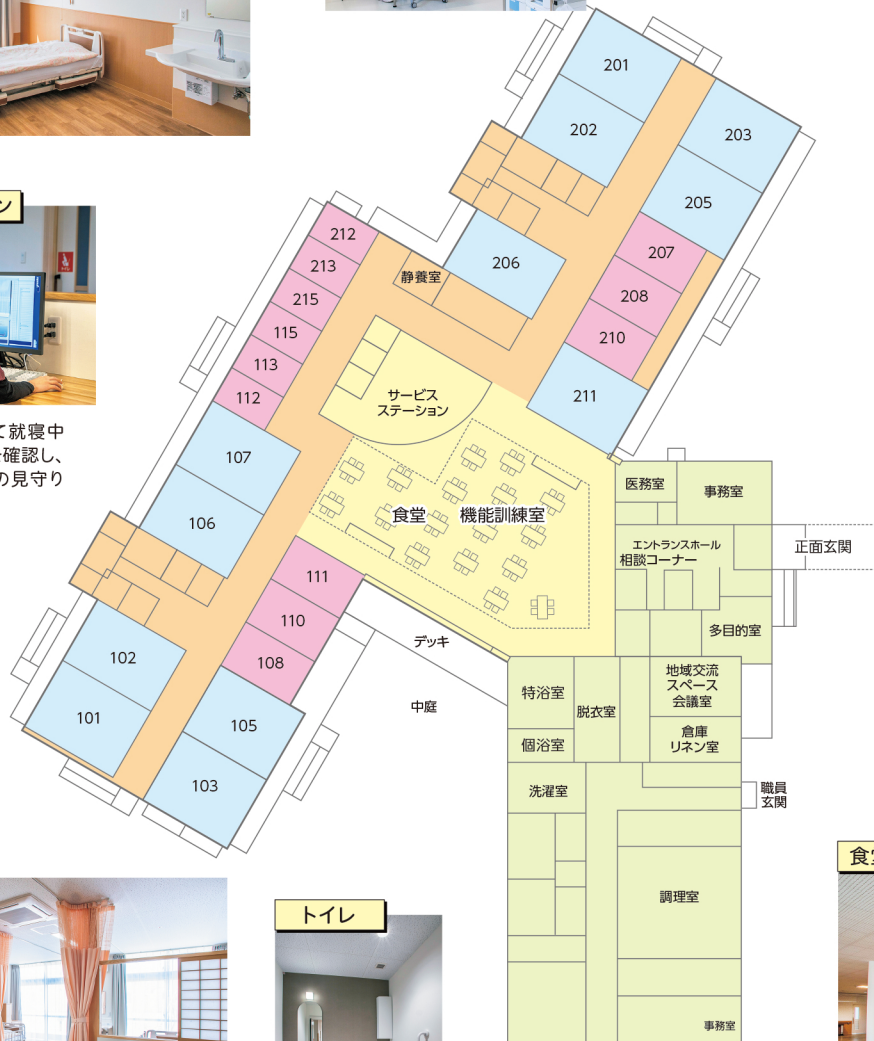 201
202
203
205
ン
212
213
215
115
113
112
静養室
206
207
208
210
211
サービス
ステーション
て就寝中
確認し、
の見守り
107
106
食堂
機能訓練室
医務室
事務室
エントランスホール
相談コーナー
正面玄関
多目的室
111
110
108
デッキ
中庭
102
101
105
103
特浴室
脱衣室
地域交流
スペース
会議室
個浴室
倉庫
リネン室
洗濯室
職員
玄関
調理室
事務室
トイレ
食堂